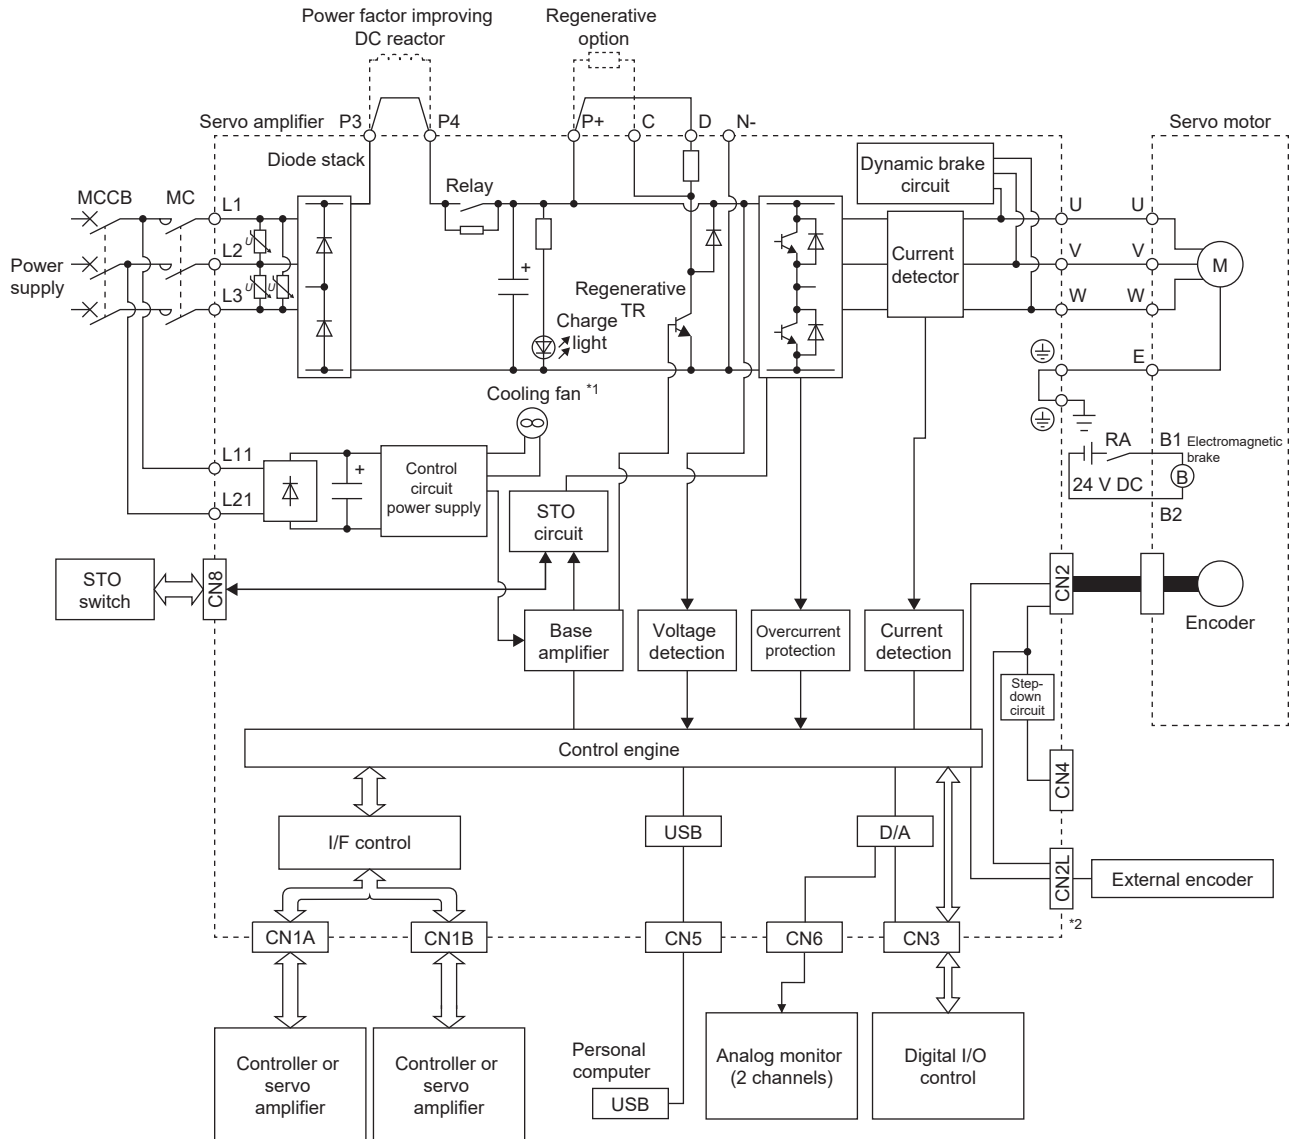 Power factor improving
DC reactor
Regenerative
option
Servo amplifier
P3
P4
P+
C
D
N-
Servo motor
Diode stack
Dynamic brake
circuit
MCCB
MC
L1
Relay
U
U
Power
supply
L2
U
Current
detector
V
V
M
L3
U
U
+
Regenerative
TR
W
W
Charge
light
E
Cooling fan *1
L11
+
Control
circuit
power supply
RA
B1
Electromagnetic
brake
24 V DC
B
B2
L21
STO
circuit
STO
switch
CN8
CN2
Encoder
Base
amplifier
Voltage
detection
Overcurrent
protection
Current
detection
Step-
down
circuit
Control engine
CN4
I/F control
USB
D/A
CN2L
External encoder
*2
CN1A
CN1B
CN5
CN6
CN3
Controller or
servo
amplifier
Controller or
servo
amplifier
Personal
computer
USB
Analog monitor
(2 channels)
Digital I/O
control